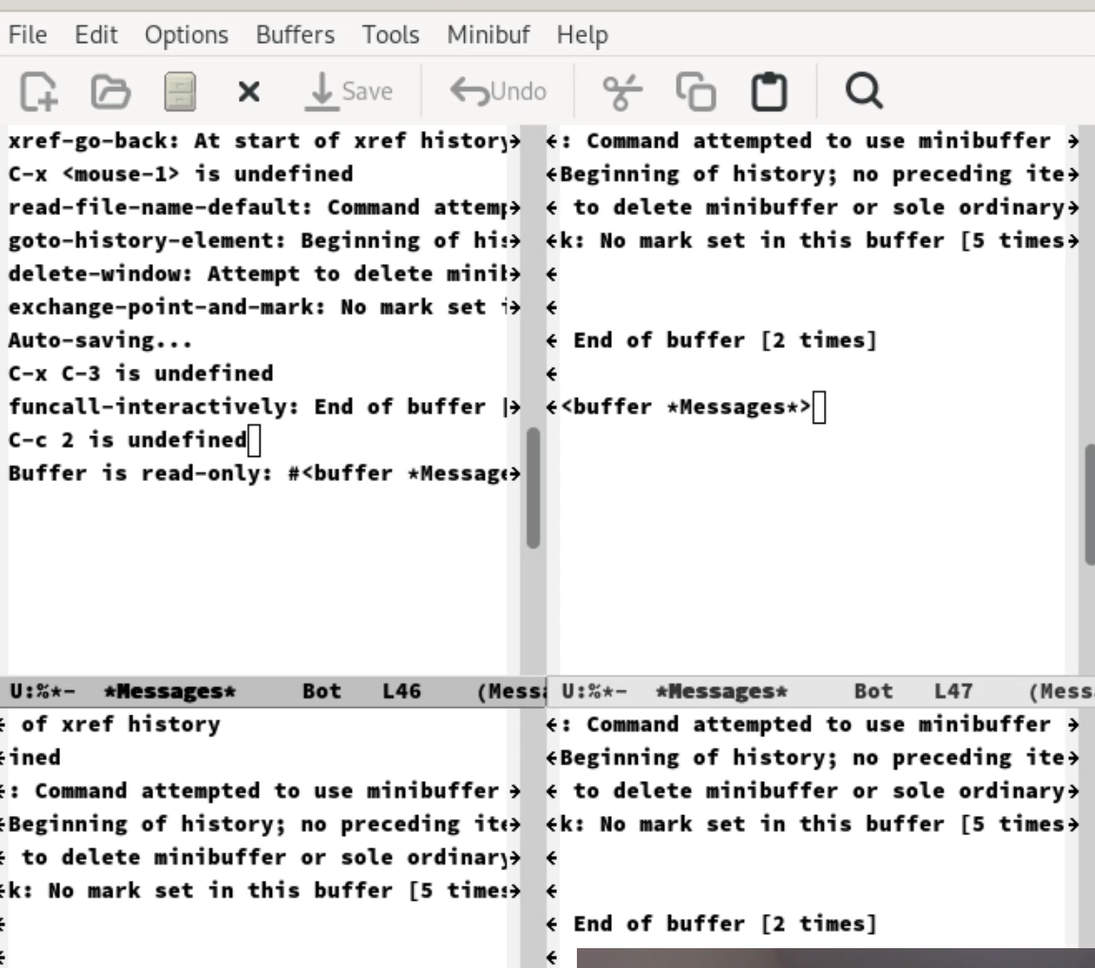 File Edit Options Buffers Tools Minibuf Help
Save Undo
xref-go-back: At start of xref history
C-x <mouse-1> is undefined
read-file-name-default: Command attemp
goto-history-element: Beginning of his
delete-window: Attempt to delete minib
exchange-point-and-mark: No mark set i
Auto-saving...
C-x C-3 is undefined
funcall-interactively: End of buffer [
C-c 2 is undefined
Buffer is read-only: #<buffer *Message
U:%*-  *Messages*  Bot  L46  (Messa
: Command attempted to use minibuffer
Beginning of history; no preceding ite
to delete minibuffer or sole ordinary
k: No mark set in this buffer [5 times
End of buffer [2 times]
<buffer *Messages*>
U:%*-  *Messages*  Bot  L47  (Mess
of xref history
ined
: Command attempted to use minibuffer
Beginning of history; no preceding ite
to delete minibuffer or sole ordinary
k: No mark set in this buffer [5 times
: Command attempted to use minibuffer
Beginning of history; no preceding ite
to delete minibuffer or sole ordinary
k: No mark set in this buffer [5 times
End of buffer [2 times]